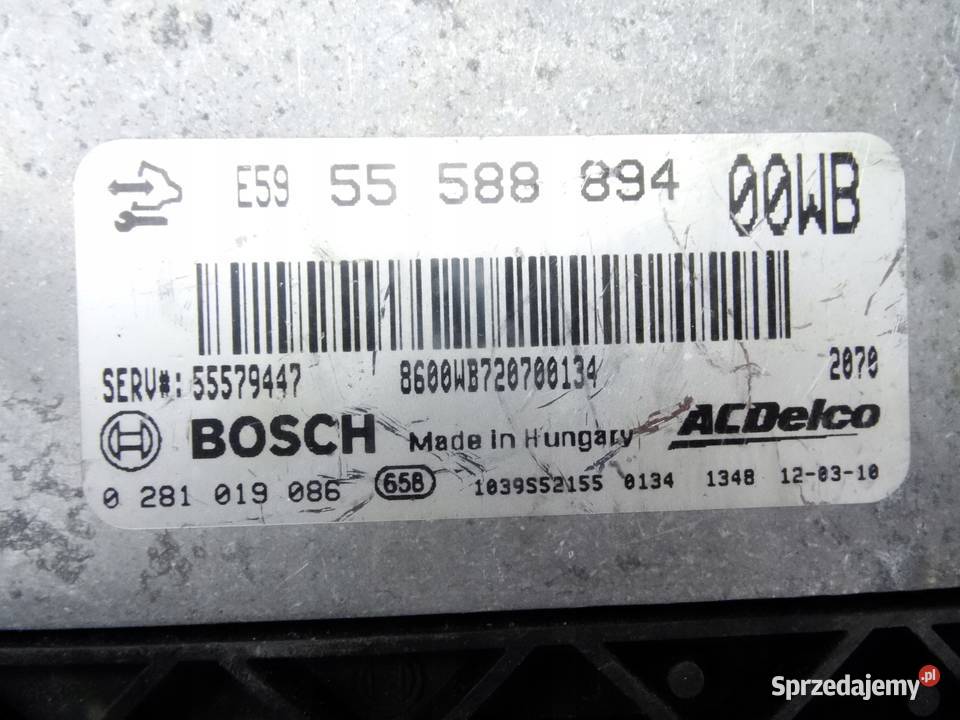 E59 55 588 894 00WB
SERV#: 55579447 8600WB720700134 2070
BOSCH Made in Hungary ACDelco
0 281 019 086 658 1039S52155 0134 1348 12-03-10
Sprzedajemy.pl